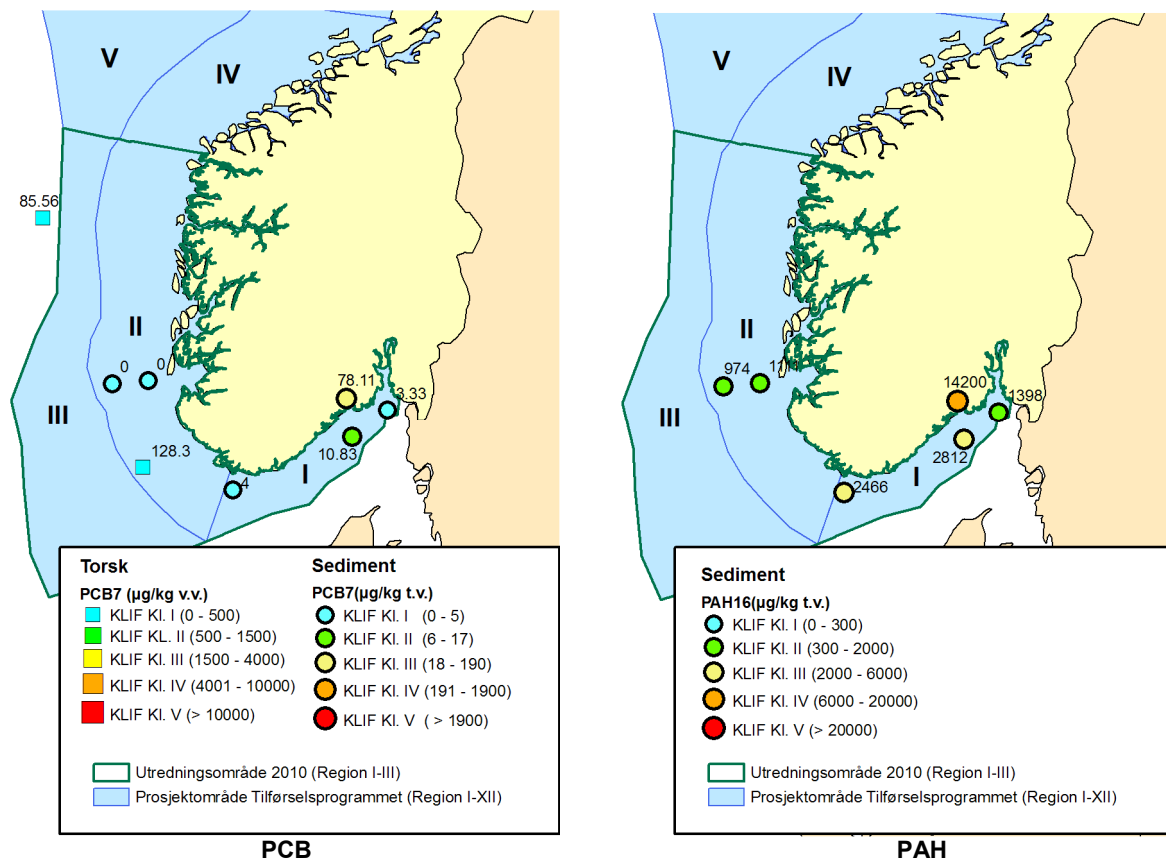 V
IV
85.56
II
0
0
III
78.11
3.33
10.83
128.3
I
4
Torsk
PCB7 (µg/kg v.v.)
KLIF Kl. I (0 - 500)
KLIF KL. II (500 - 1500)
KLIF Kl. III (1500 - 4000)
KLIF Kl. IV (4001 - 10000)
KLIF Kl. V (> 10000)
Sediment
PCB7(µg/kg t.v.)
KLIF Kl. I (0 - 5)
KLIF Kl. II (6 - 17)
KLIF Kl. III (18 - 190)
KLIF Kl. IV (191 - 1900)
KLIF Kl. V ( > 1900)
Utredningsområde 2010 (Region I-III)
Prosjektområde Tilførselsprogrammet (Region I-XII)
PCB
V
IV
II
974
1111
III
14200
1398
2812
I
2466
Sediment
PAH16(µg/kg t.v.)
KLIF Kl. I (0 - 300)
KLIF Kl. II (300 - 2000)
KLIF Kl. III (2000 - 6000)
KLIF Kl. IV (6000 - 20000)
KLIF Kl. V (> 20000)
Utredningsområde 2010 (Region I-III)
Prosjektområde Tilførselsprogrammet (Region I-XII)
PAH